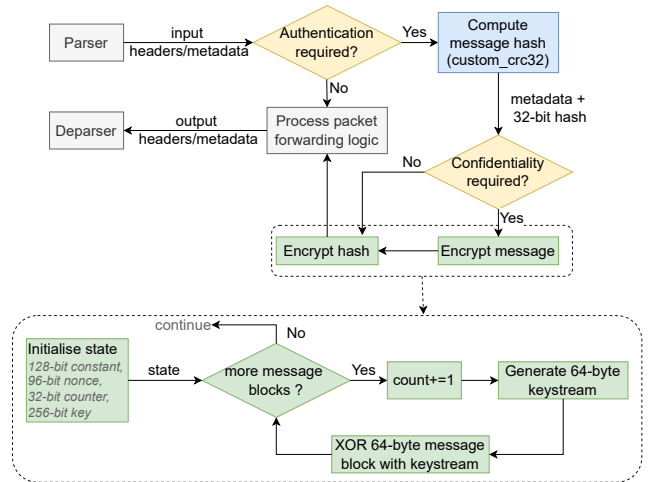 Parser
input
headers/metadata
Authentication
required?
Yes
Compute
message hash
(custom_crc32)
No
metadata +
32-bit hash
Deparser
output
headers/metadata
Process packet
forwarding logic
No
Confidentiality
required?
Yes
Encrypt hash
Encrypt message
continue
No
Initialise state
128-bit constant,
96-bit nonce,
32-bit counter,
256-bit key
state
more message
blocks ?
Yes
count+=1
Generate 64-byte
keystream
XOR 64-byte message
block with keystream